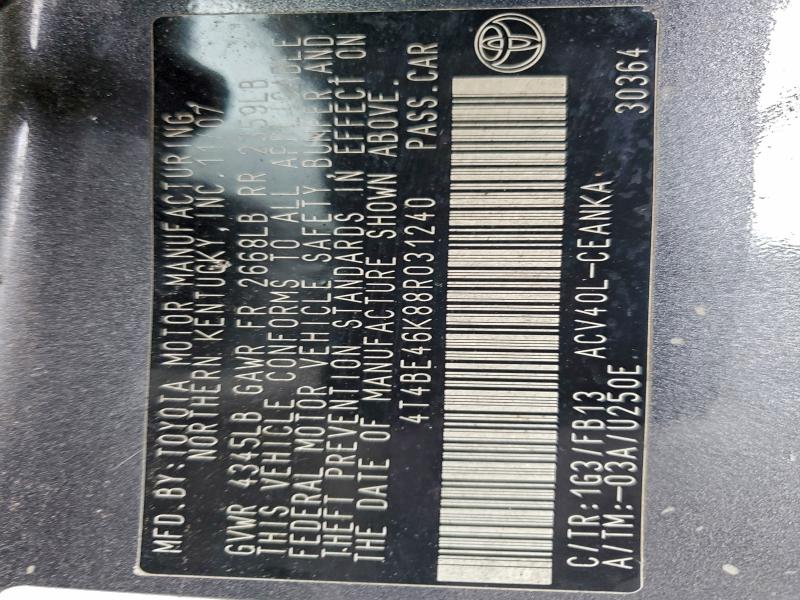 MFD.BY:TOYOTA MOTOR MANUFACTURING,
NORTHERN KENTUCKY,INC. 11/07
GVWR 4345LB GAWR FR 2668LB RR 2359LB
THIS VEHICLE CONFORMS TO ALL APPLICABLE
FEDERAL MOTOR VEHICLE SAFETY, BUMPER AND
THEFT PREVENTION STANDARDS IN EFFECT ON
THE DATE OF MANUFACTURE SHOWN ABOVE.
4T4BE46K88R031240 PASS.CAR
C/TR:1G3/FB13 ACV40L-CEANKA 30364
A/TM:-03A/U250E